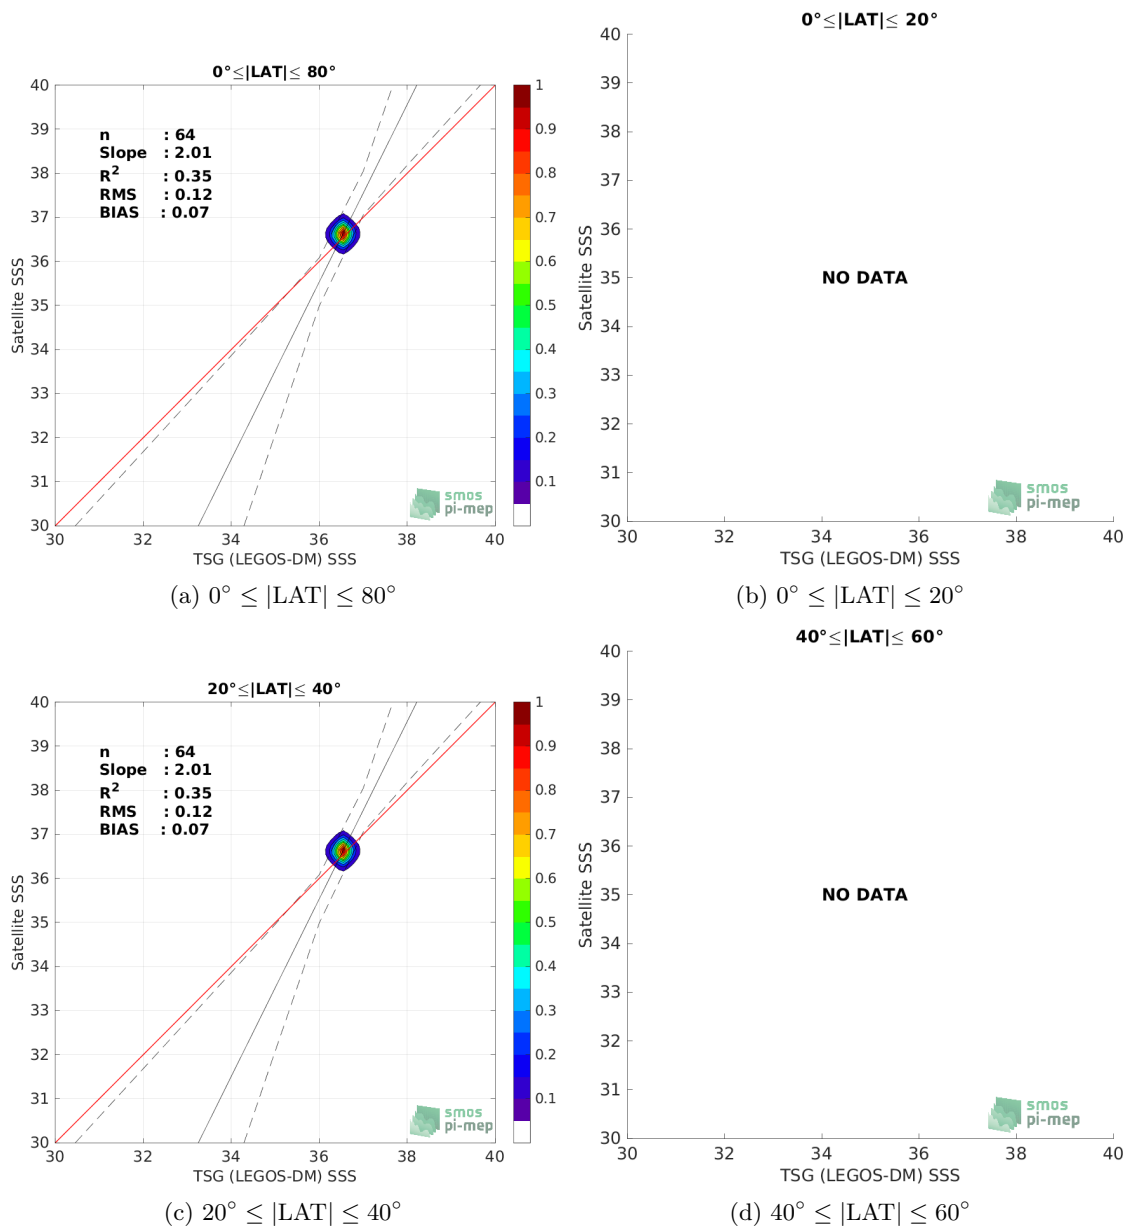 0°≤|LAT|≤ 80°
40
39
38
37
36
35
34
33
32
31
30
Satellite SSS
n : 64
Slope : 2.01
R² : 0.35
RMS : 0.12
BIAS : 0.07
1
0.9
0.8
0.7
0.6
0.5
0.4
0.3
0.2
0.1
smos
pi-mep
30 32 34 36 38 40
TSG (LEGOS-DM) SSS
(a) 0° ≤ |LAT| ≤ 80°
0°≤|LAT|≤ 20°
40
39
38
37
36
35
34
33
32
31
30
Satellite SSS
NO DATA
smos
pi-mep
30 32 34 36 38 40
TSG (LEGOS-DM) SSS
(b) 0° ≤ |LAT| ≤ 20°
20°≤|LAT|≤ 40°
40
39
38
37
36
35
34
33
32
31
30
Satellite SSS
n : 64
Slope : 2.01
R² : 0.35
RMS : 0.12
BIAS : 0.07
1
0.9
0.8
0.7
0.6
0.5
0.4
0.3
0.2
0.1
smos
pi-mep
30 32 34 36 38 40
TSG (LEGOS-DM) SSS
(c) 20° ≤ |LAT| ≤ 40°
40°≤|LAT|≤ 60°
40
39
38
37
36
35
34
33
32
31
30
Satellite SSS
NO DATA
smos
pi-mep
30 32 34 36 38 40
TSG (LEGOS-DM) SSS
(d) 40° ≤ |LAT| ≤ 60°